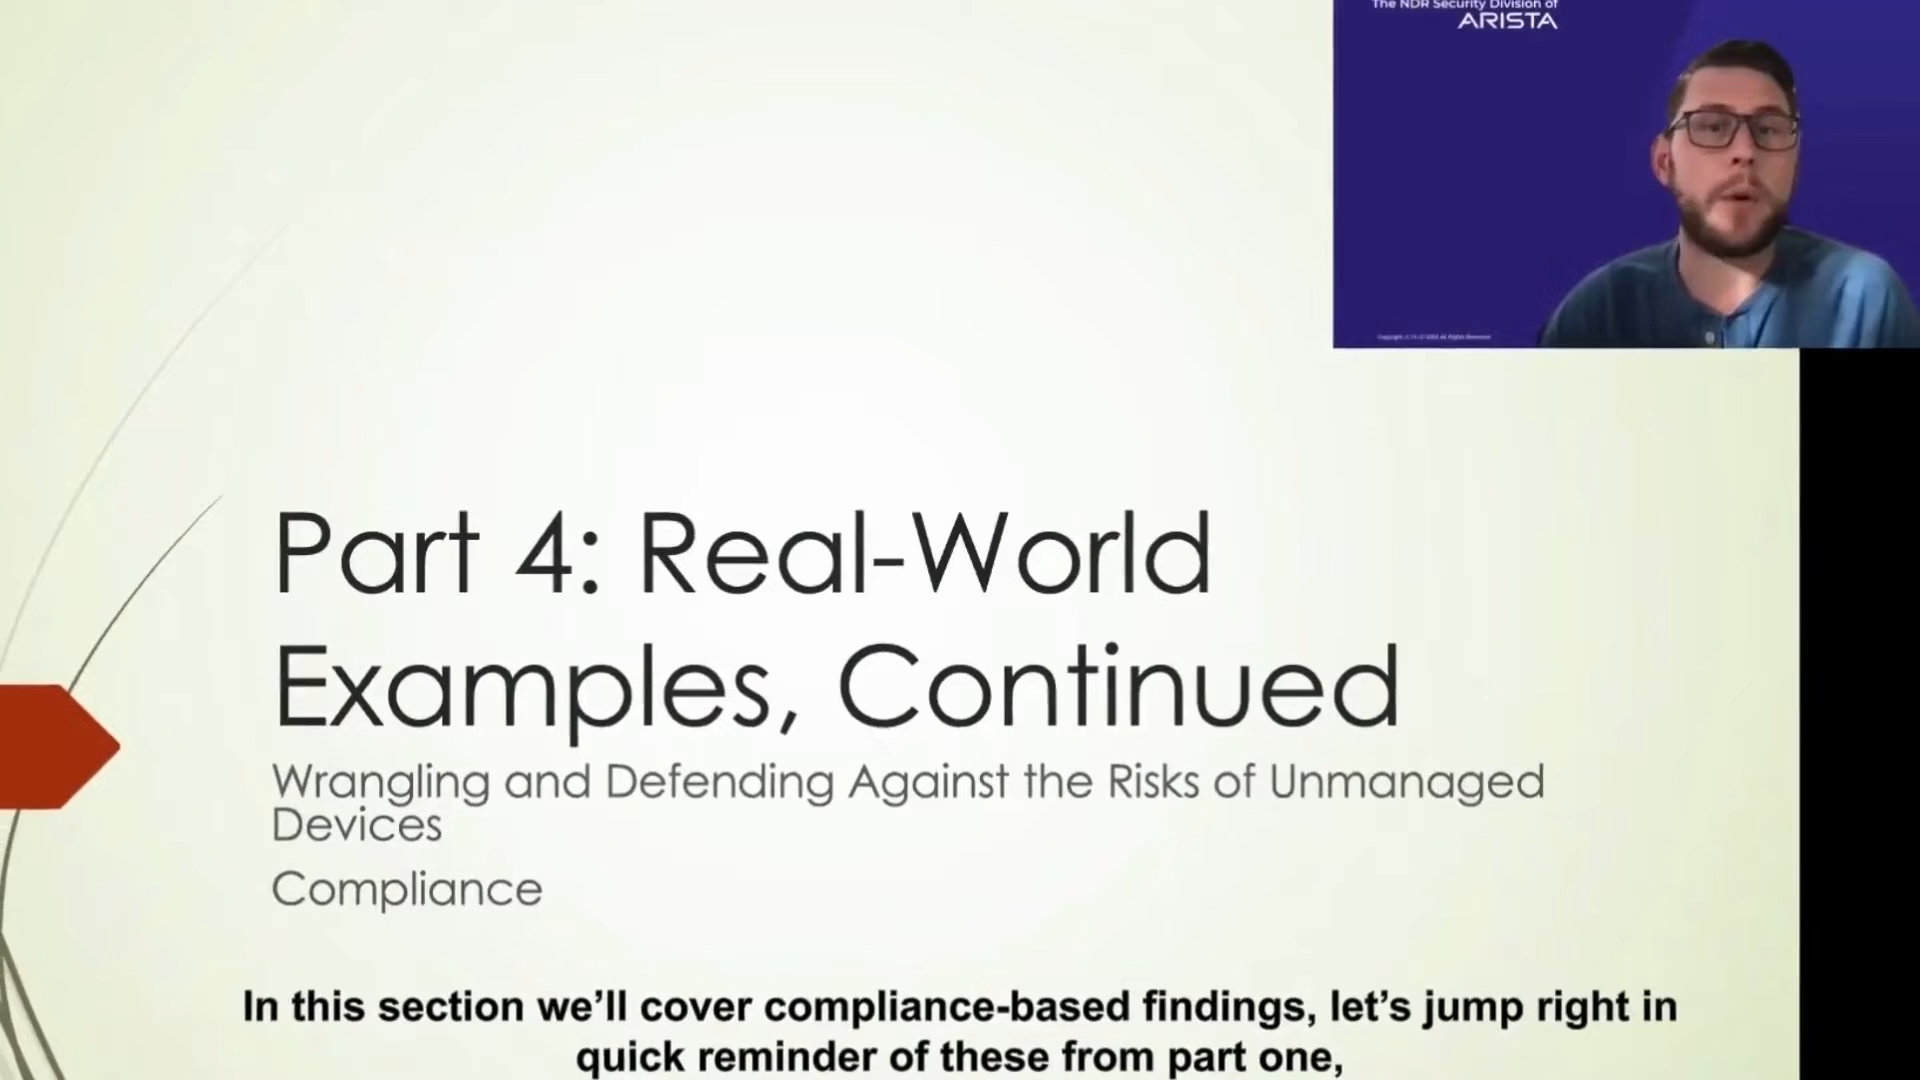 The NDR Security Division of
ARISTA
Part 4: Real-World
Examples, Continued
Wrangling and Defending Against the Risks of Unmanaged
Devices
Compliance
In this section we’ll cover compliance-based findings, let’s jump right in
quick reminder of these from part one,